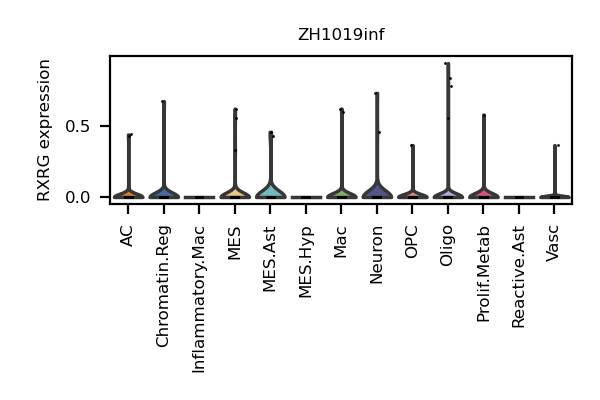 ZH1019inf
RXRG expression
0.5
0.0
AC
Chromatin.Reg
Inflammatory.Mac
MES
MES.Ast
MES.Hyp
Mac
Neuron
OPC
Oligo
Prolif.Metab
Reactive.Ast
Vasc